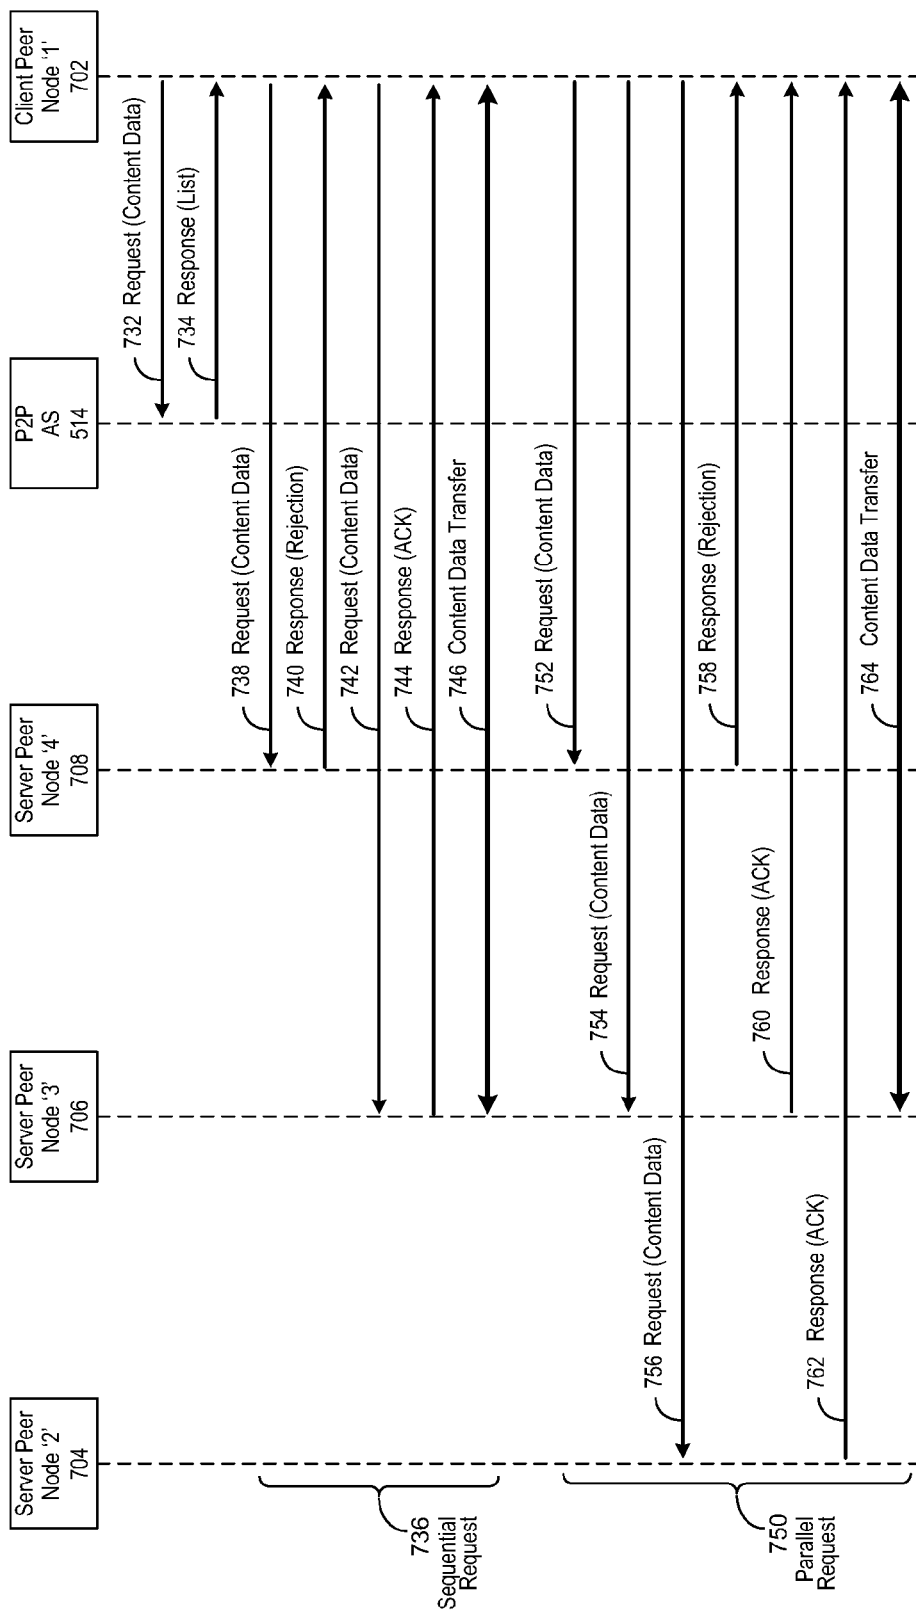 Server Peer
Node ‘2’
704
Server Peer
Node ‘3’
706
Server Peer
Node ‘4’
708
P2P
AS
514
Client Peer
Node ‘1’
702
732 Request (Content Data)
734 Response (List)
736
Sequential
Request
738 Request (Content Data)
740 Response (Rejection)
742 Request (Content Data)
744 Response (ACK)
746 Content Data Transfer
750
Parallel
Request
752 Request (Content Data)
754 Request (Content Data)
756 Request (Content Data)
758 Response (Rejection)
760 Response (ACK)
762 Response (ACK)
764 Content Data Transfer